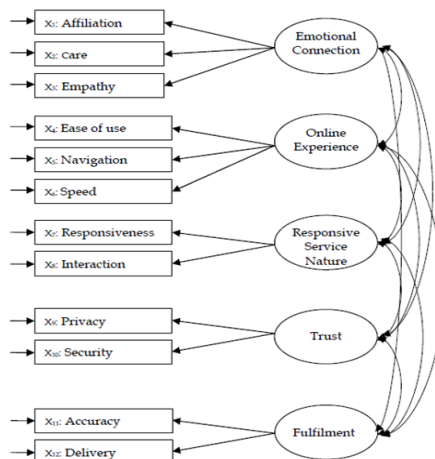 X₁: Affiliation
X₂: care
X₃: Empathy
Emotional
Connection
X₄: Ease of use
X₅: Navigation
X₆: Speed
Online
Experience
X₇: Responsiveness
X₈: Interaction
Responsive
Service
Nature
X₉: Privacy
X₁₀: Security
Trust
X₁₁: Accuracy
X₁₂: Delivery
Fulfilment